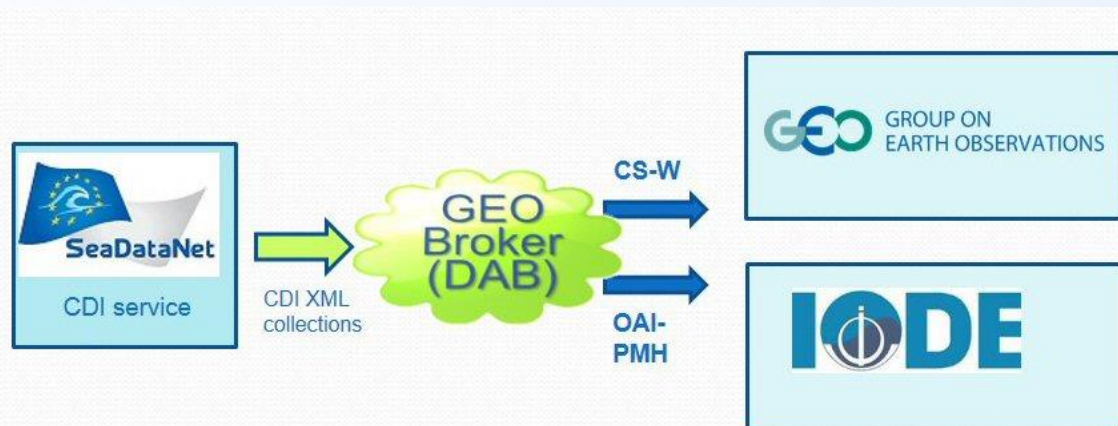 SeaDataNet
CDI service
CDI XML
collections
GEO
Broker
(DAB)
CS-W
OAI-
PMH
GEO
GROUP ON
EARTH OBSERVATIONS
IODE